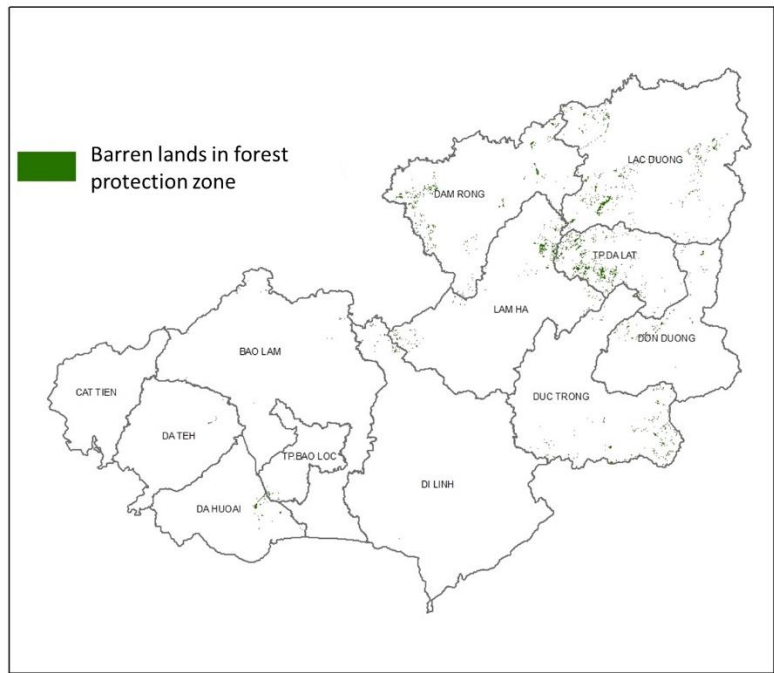 Barren lands in forest
protection zone
LAC DUONG
DAM RONG
TP.DA LAT
LAM HA
DON DUONG
BAO LAM
CAT TIEN
DUC TRONG
DA TEH
TP.BAO LOC
DI LINH
DA HUOAI